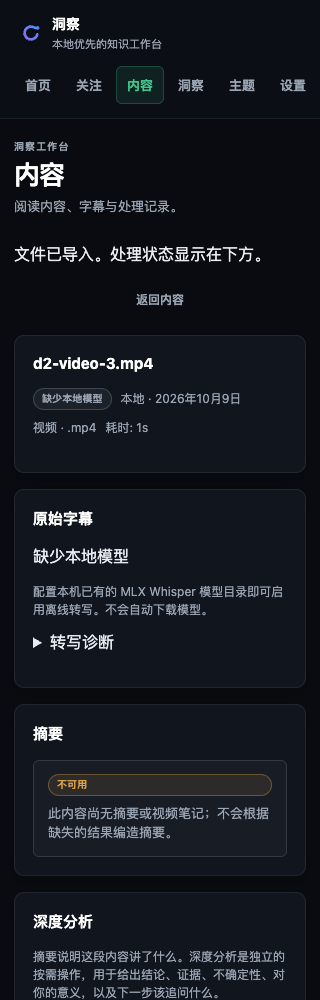 洞察
本地优先的知识工作台
首页 关注 内容 洞察 主题 设置
洞察工作台
内容
阅读内容、字幕与处理记录。
文件已导入。处理状态显示在下方。
返回内容
d2-video-3.mp4
缺少本地模型 本地 · 2026年10月9日
视频 · .mp4 耗时: 1s
原始字幕
缺少本地模型
配置本机已有的 MLX Whisper 模型目录即可启
用离线转写。不会自动下载模型。
▶ 转写诊断
摘要
不可用
此内容尚无摘要或视频笔记；不会根据
缺失的结果编造摘要。
深度分析
摘要说明这段内容讲了什么。深度分析是独立的
按需操作，用于给出结论、证据、不确定性、对
你的意义，以及下一步该追问什么。